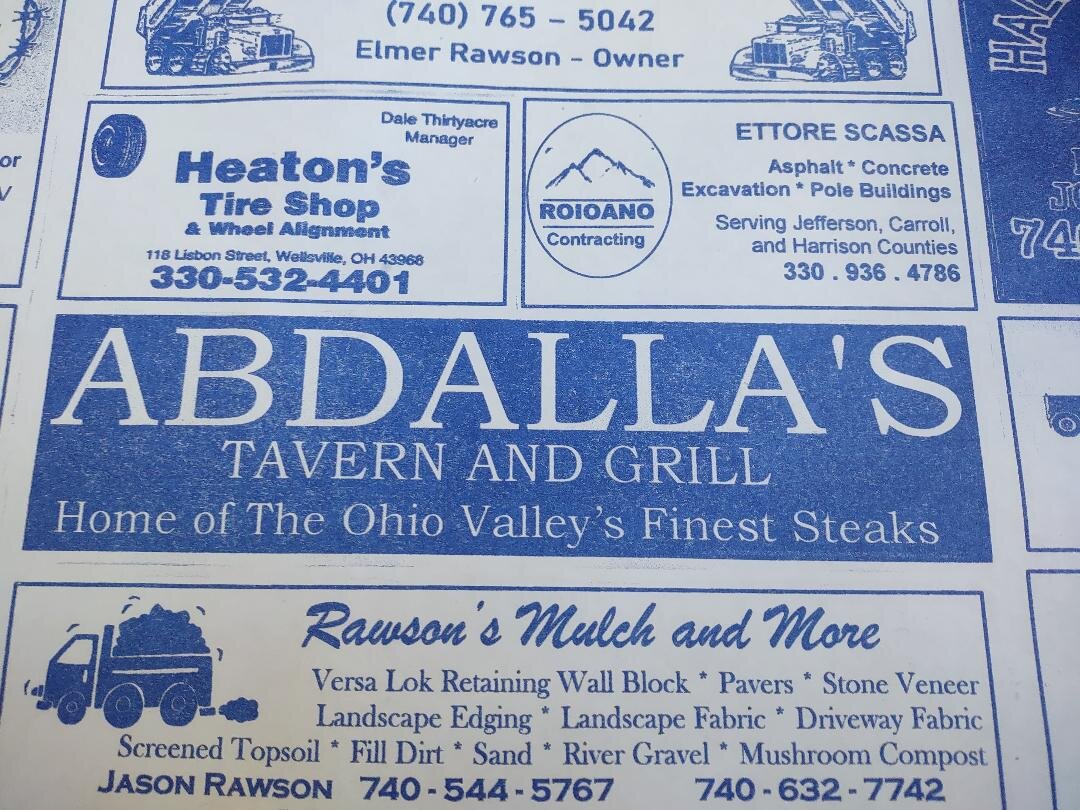 (740) 765 – 5042
Elmer Rawson - Owner
Dale Thirtyacre
Manager
Heaton's
Tire Shop
& Wheel Alignment
118 Lisbon Street, Wellsville, OH 43968
330-532-4401
ROIOANO
Contracting
ETTORE SCASSA
Asphalt * Concrete
Excavation * Pole Buildings
Serving Jefferson, Carroll,
and Harrison Counties
330 . 936 . 4786
ABDALLA'S
TAVERN AND GRILL
Home of The Ohio Valley's Finest Steaks
Rawson's Mulch and More
Versa Lok Retaining Wall Block * Pavers * Stone Veneer
Landscape Edging * Landscape Fabric * Driveway Fabric
Screened Topsoil * Fill Dirt * Sand * River Gravel * Mushroom Compost
JASON RAWSON 740 - 544 - 5767 740 - 632 - 7742